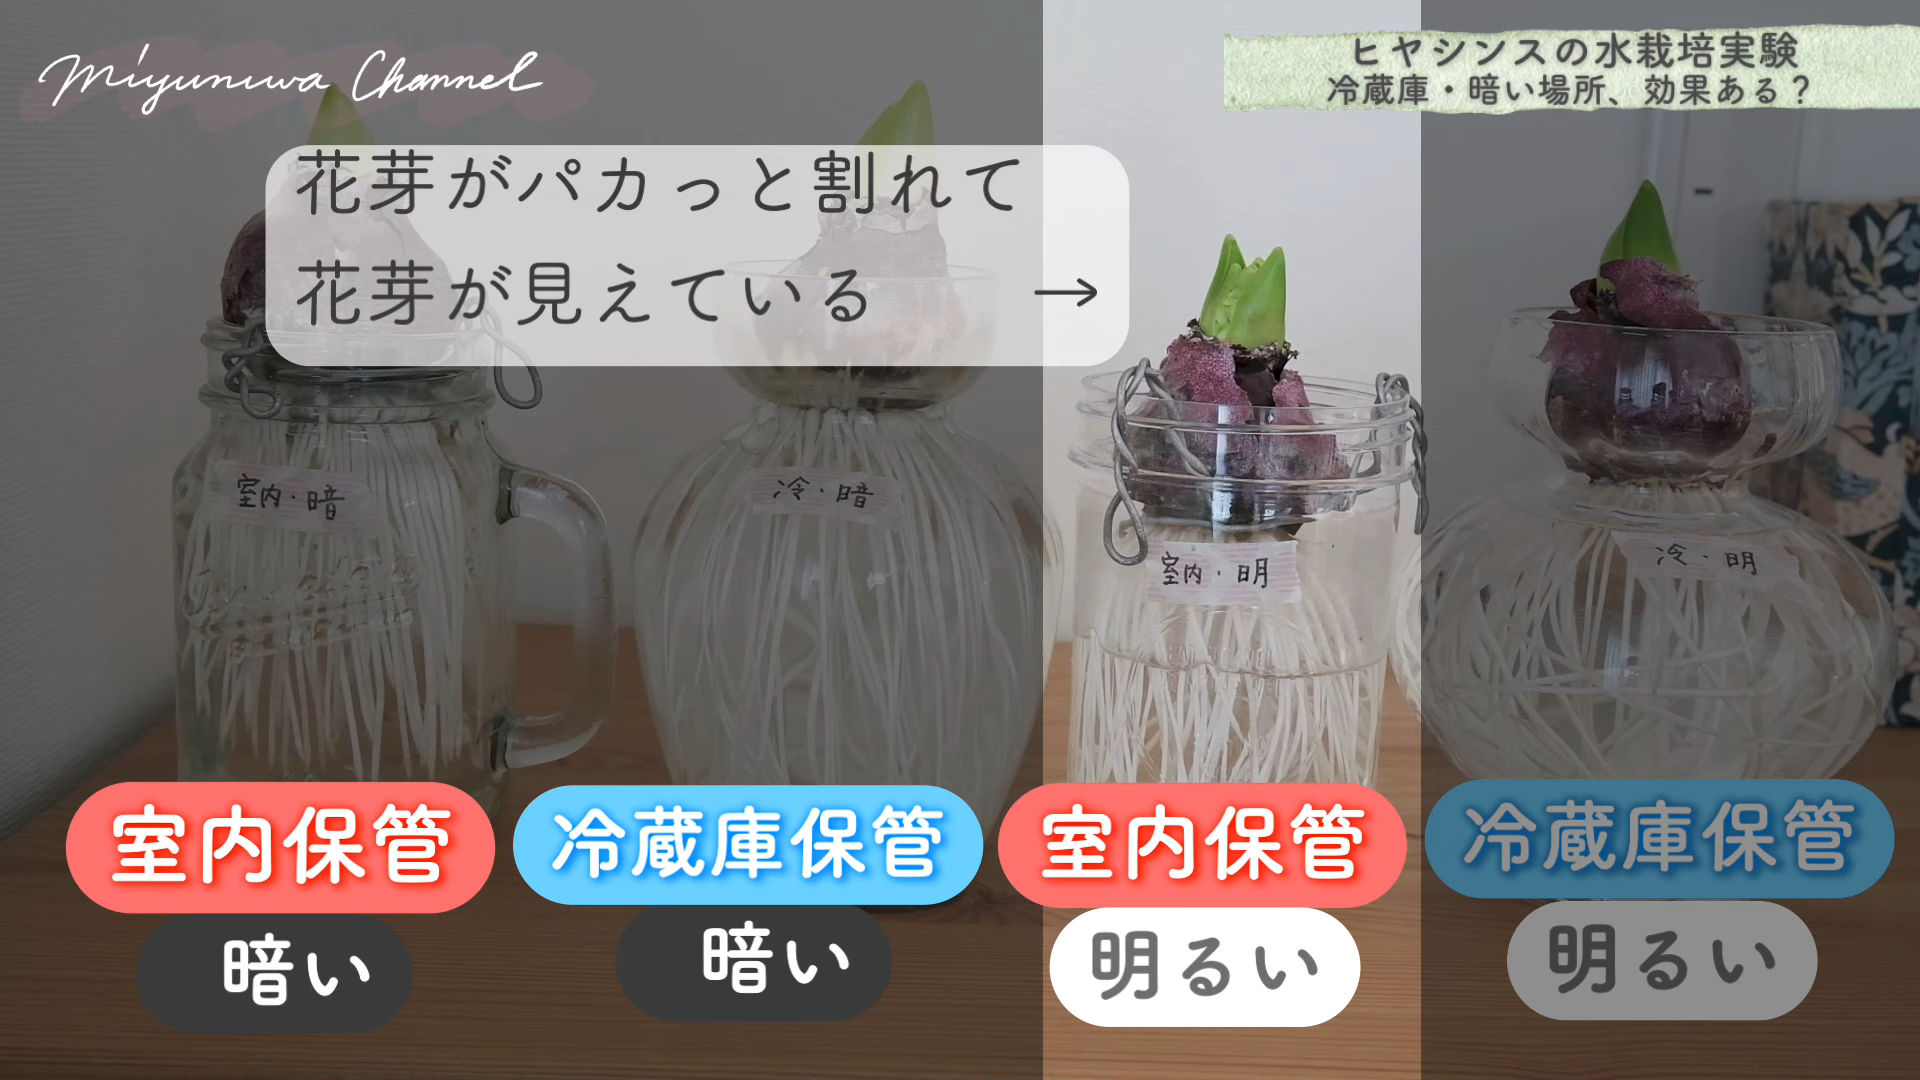 Miyuniwa Channel
ヒヤシンスの水栽培実験
冷蔵庫・暗い場所、効果ある？
花芽がパカっと割れて
花芽が見えている →
室内・暗
冷・暗
室内・明
冷・明
室内保管
冷蔵庫保管
室内保管
冷蔵庫保管
暗い
暗い
明るい
明るい